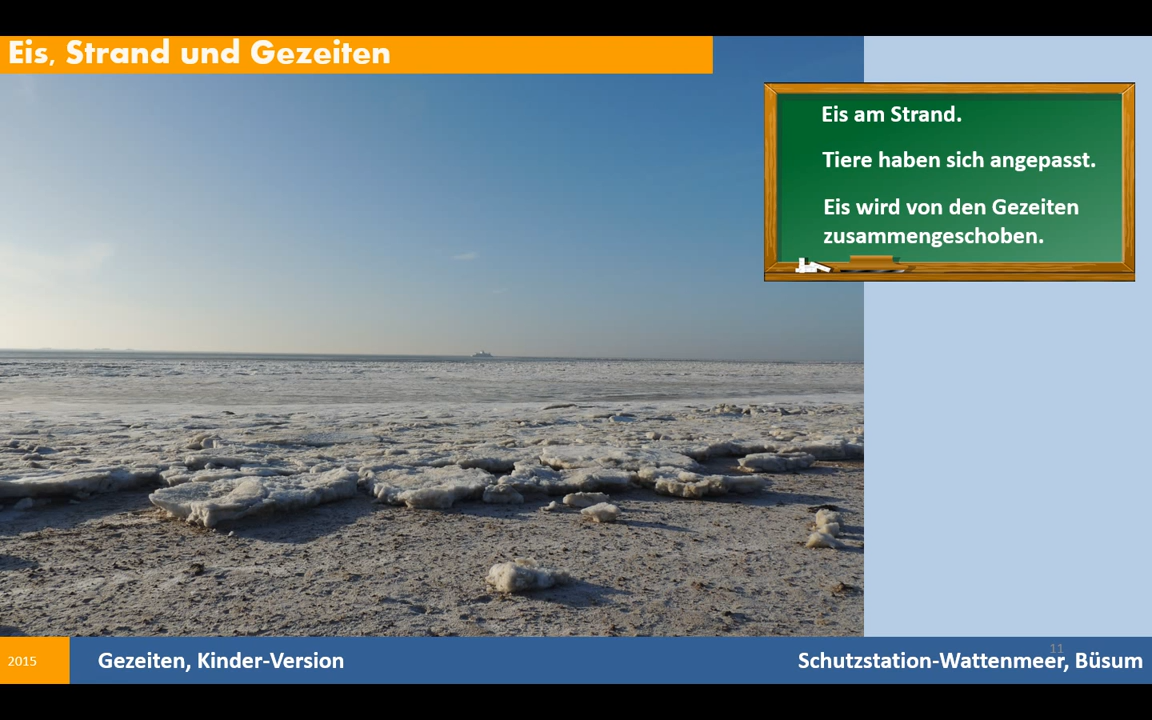 Eis, Strand und Gezeiten
Eis am Strand.
Tiere haben sich angepasst.
Eis wird von den Gezeiten
zusammengeschoben.
2015
Gezeiten, Kinder-Version
11
Schutzstation-Wattenmeer, Büsum